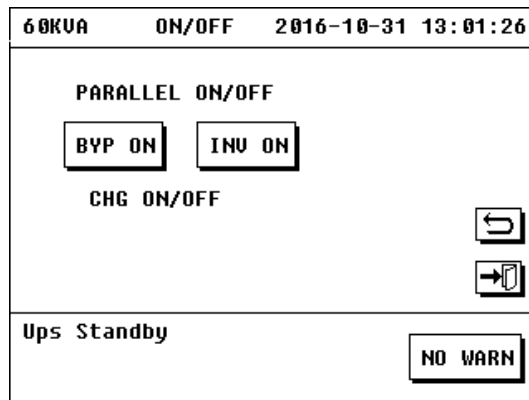 60KVA ON/OFF 2016-10-31 13:01:26
PARALLEL ON/OFF
BYP ON INV ON
CHG ON/OFF
Ups Standby
NO WARN